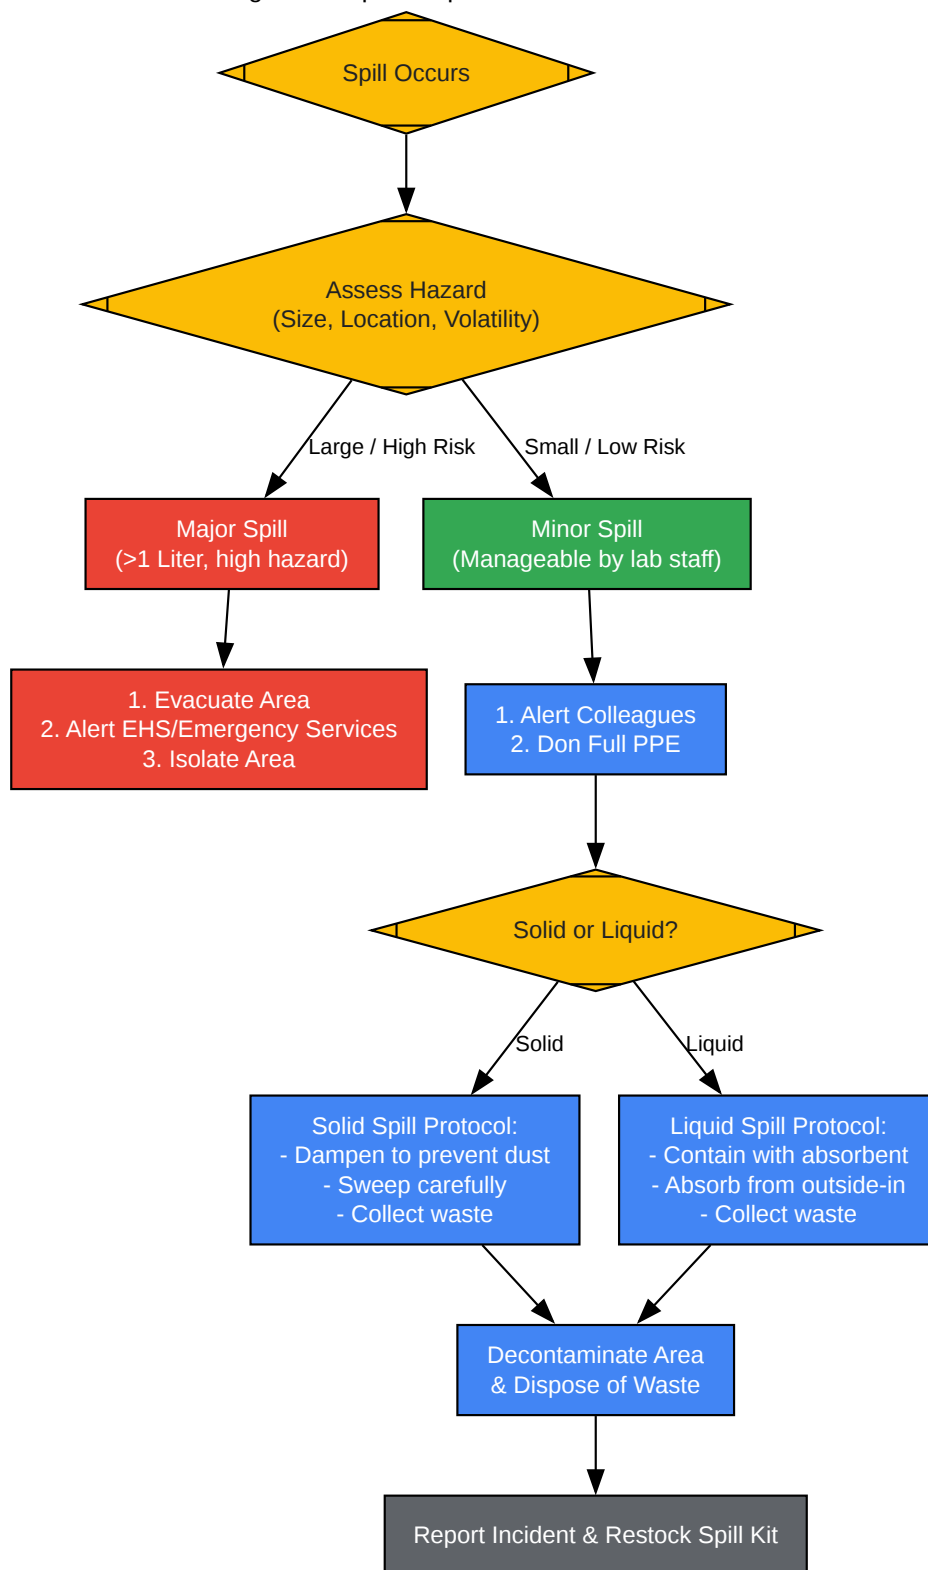 Spill Occurs
Assess Hazard
(Size, Location, Volatility)
Large / High Risk
Small / Low Risk
Major Spill
(>1 Liter, high hazard)
Minor Spill
(Manageable by lab staff)
1. Evacuate Area
2. Alert EHS/Emergency Services
3. Isolate Area
1. Alert Colleagues
2. Don Full PPE
Solid or Liquid?
Solid
Liquid
Solid Spill Protocol:
- Dampen to prevent dust
- Sweep carefully
- Collect waste
Liquid Spill Protocol:
- Contain with absorbent
- Absorb from outside-in
- Collect waste
Decontaminate Area
& Dispose of Waste
Report Incident & Restock Spill Kit